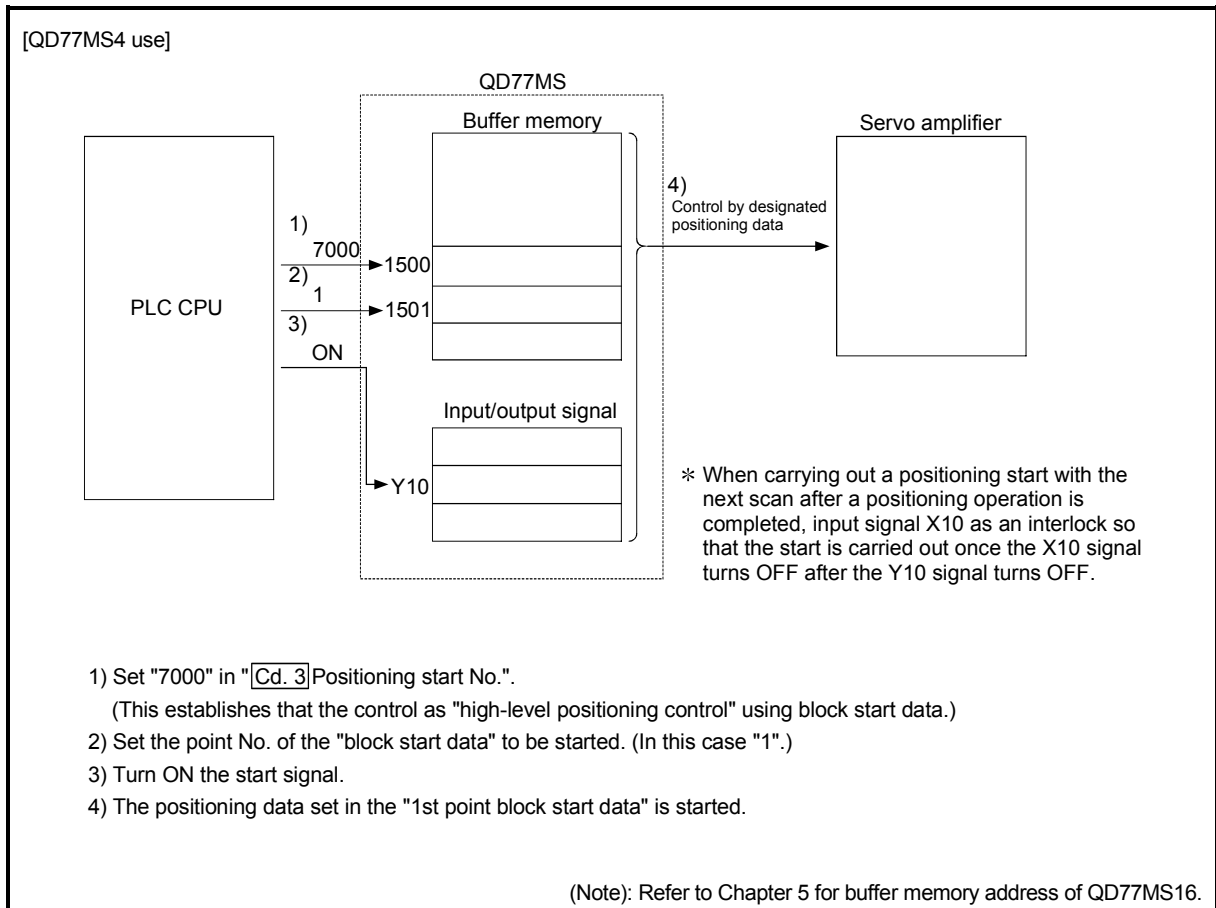 [QD77MS4 use]
QD77MS
Buffer memory
Servo amplifier
4)
Control by designated
positioning data
1)
7000
1500
2)
1
1501
PLC CPU
3)
ON
Input/output signal
Y10
* When carrying out a positioning start with the
next scan after a positioning operation is
completed, input signal X10 as an interlock so
that the start is carried out once the X10 signal
turns OFF after the Y10 signal turns OFF.
1) Set "7000" in "Cd. 3 Positioning start No.".
(This establishes that the control as "high-level positioning control" using block start data.)
2) Set the point No. of the "block start data" to be started. (In this case "1".)
3) Turn ON the start signal.
4) The positioning data set in the "1st point block start data" is started.
(Note): Refer to Chapter 5 for buffer memory address of QD77MS16.